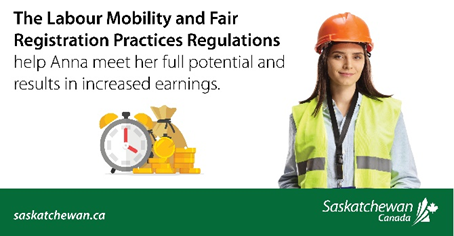 The Labour Mobility and Fair
Registration Practices Regulations
help Anna meet her full potential and
results in increased earnings.
saskatchewan.ca
Saskatchewan
Canada